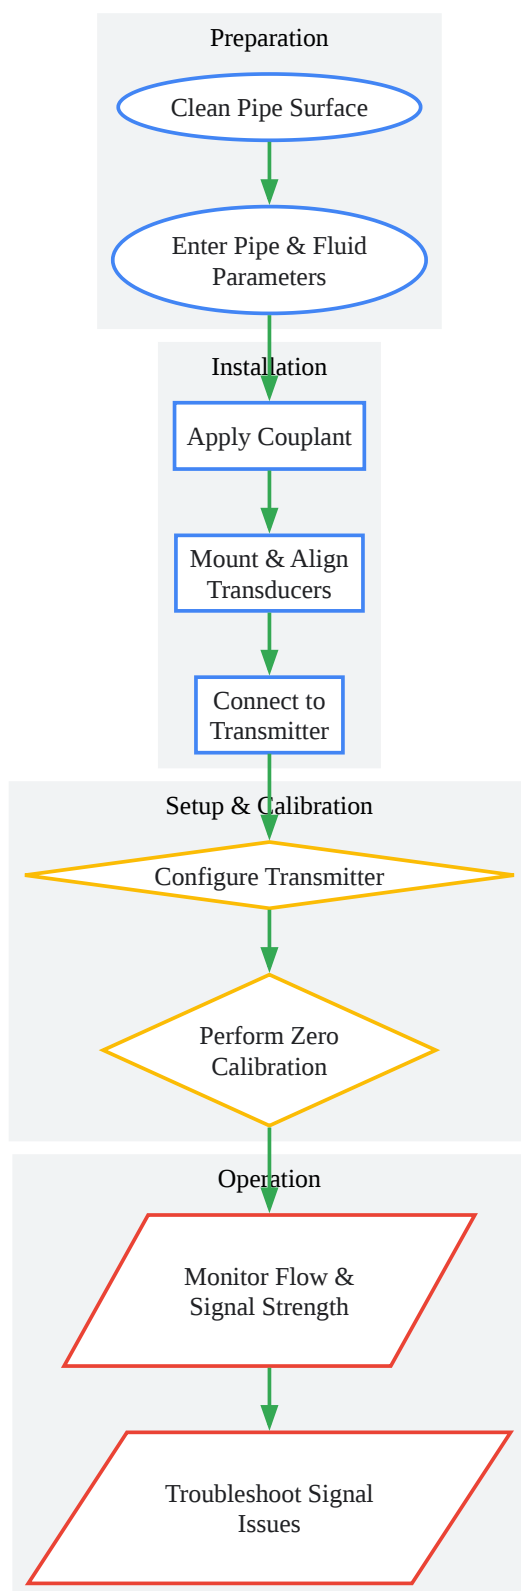 Preparation
Clean Pipe Surface
Enter Pipe & Fluid
Parameters
Installation
Apply Couplant
Mount & Align
Transducers
Connect to
Transmitter
Setup & Calibration
Configure Transmitter
Perform Zero
Calibration
Operation
Monitor Flow &
Signal Strength
Troubleshoot Signal
Issues